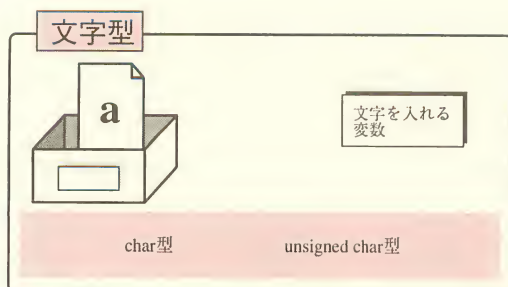 文字型
a
文字を入れる
変数
char型
unsigned char型